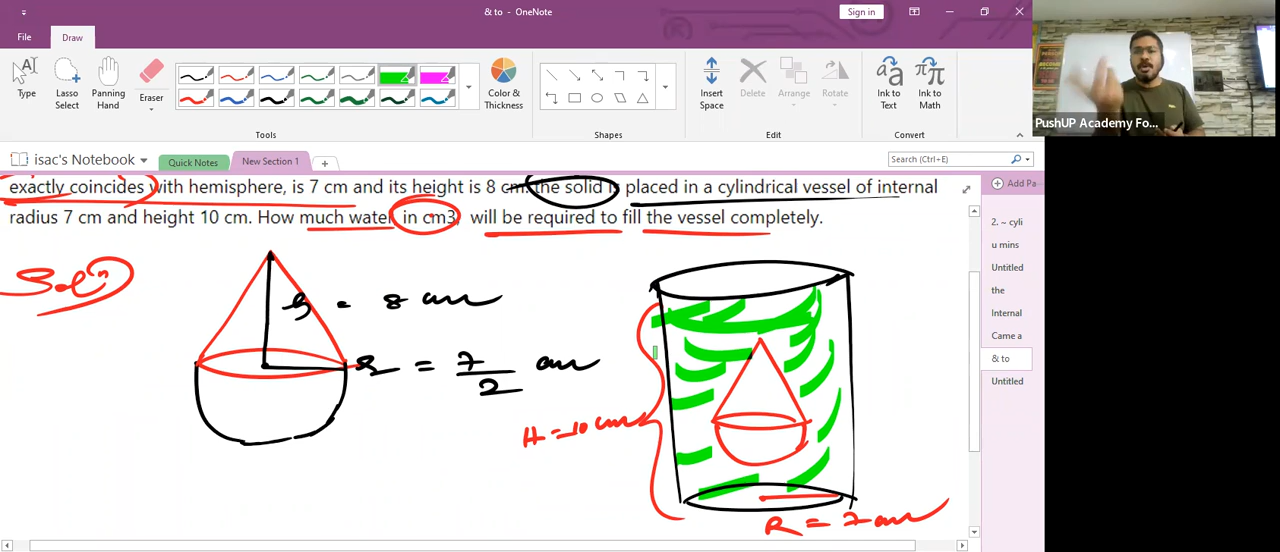 & to - OneNote
Sign in
File
Draw
Type
Lasso Select
Panning Hand
Eraser
Color & Thickness
Insert Space
Delete
Arrange
Rotate
Ink to Text
Ink to Math
Tools
Shapes
Edit
Convert
PushUP Academy Fo...
isac's Notebook
Quick Notes
New Section 1
Search (Ctrl+E)
Add Pa
exactly coincides with hemisphere, is 7 cm and its height is 8 cm. the solid is placed in a cylindrical vessel of internal
radius 7 cm and height 10 cm. How much water in cm3, will be required to fill the vessel completely.
2. ~ cyli
u mins
Untitled
the
Internal
Came a
& to
Untitled
Sol n
h = 8 cm
r = 7/2 cm
H = 10 cm
R = 7 cm